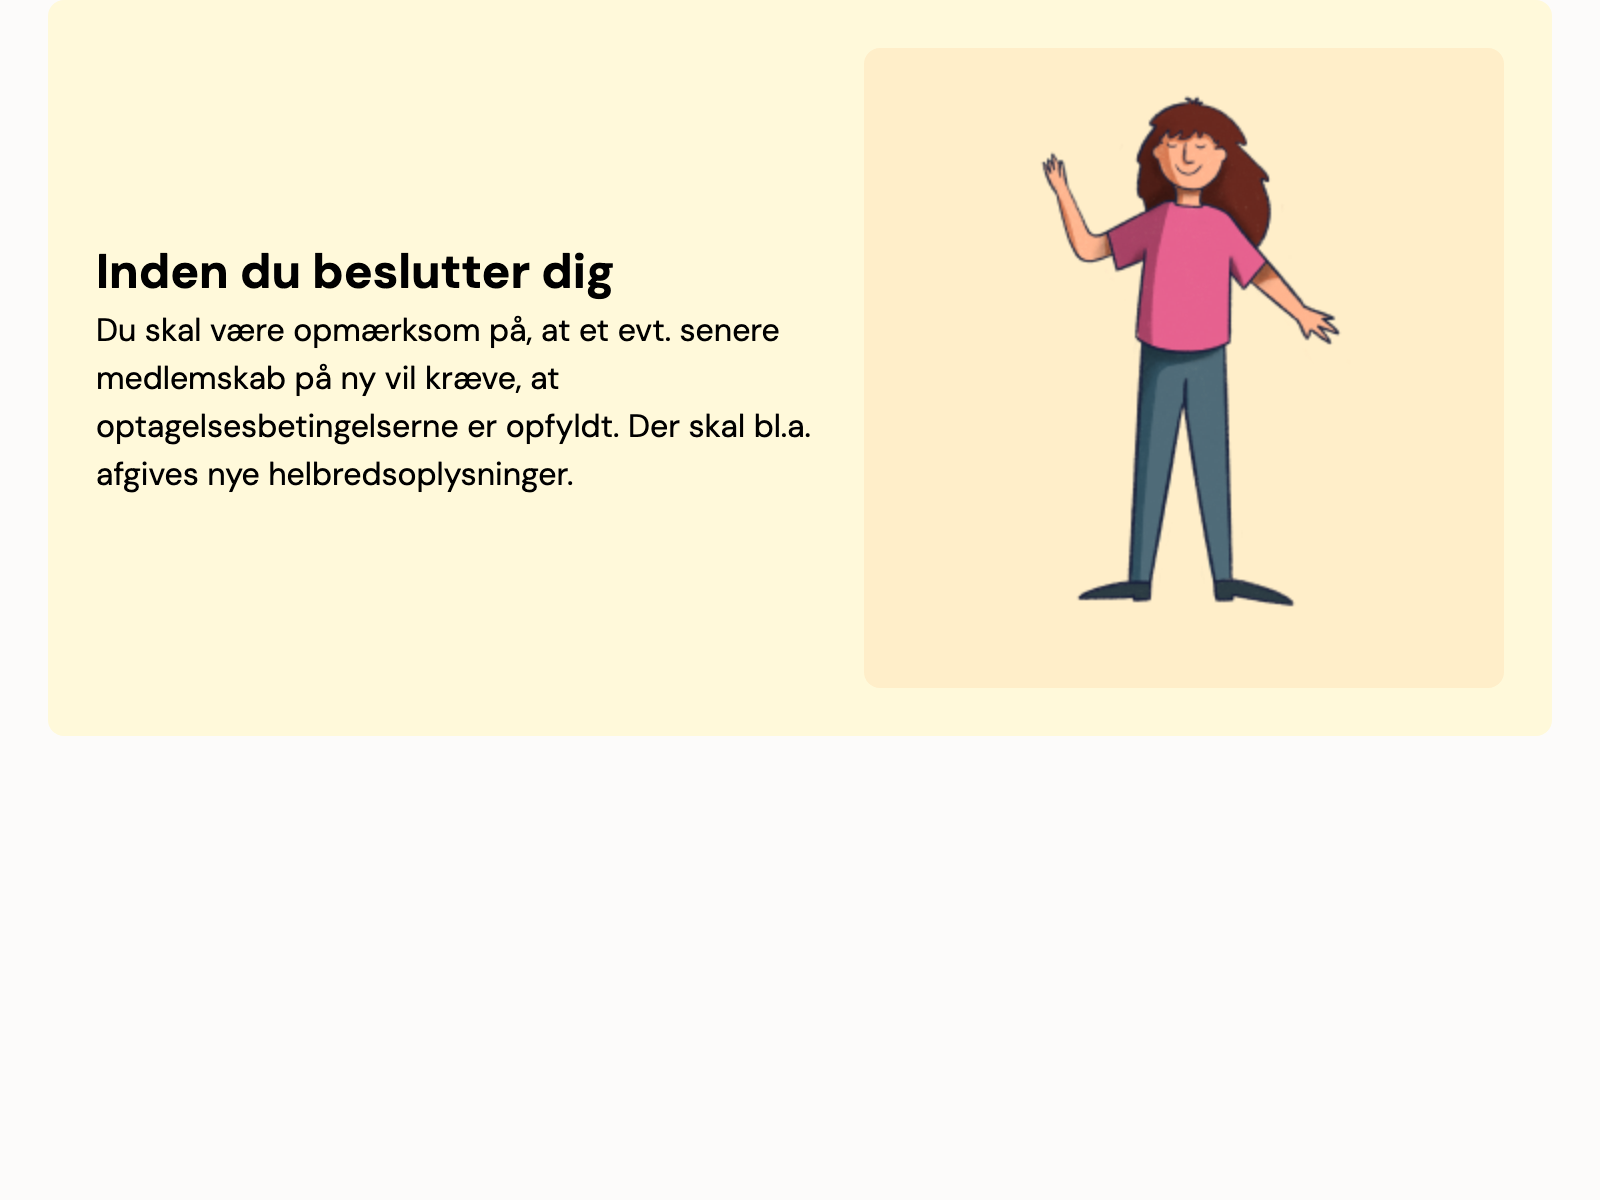 Inden du beslutter dig
Du skal være opmærksom på, at et evt. senere
medlemskab på ny vil kræve, at
optagelsesbetingelserne er opfyldt. Der skal bl.a.
afgives nye helbredsoplysninger.